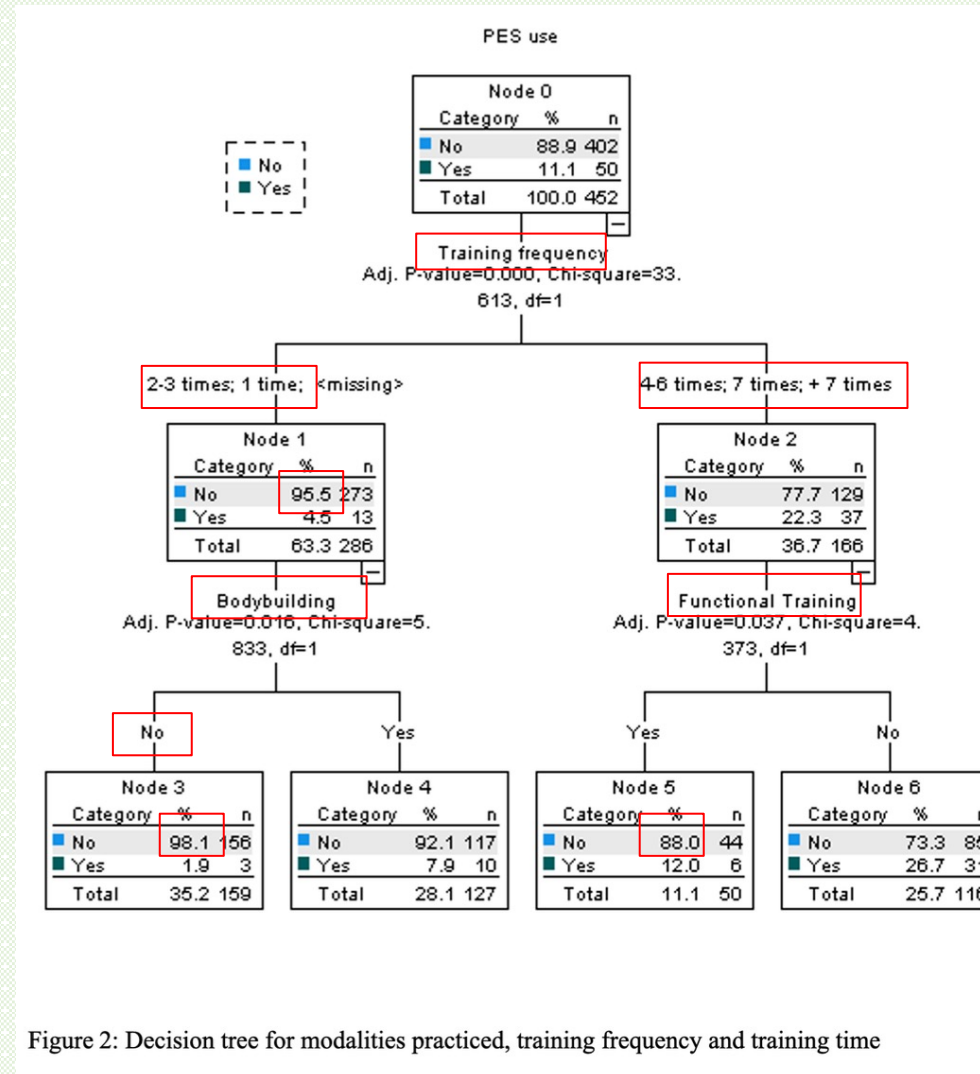 PES use
Node 0
Category % n
No 88.9 402
Yes 11.1 50
Total 100.0 452
No
Yes
Training frequency
Adj. P-value=0.000, Chi-square=33.
613, df=1
2-3 times; 1 time; <missing>
4-6 times; 7 times; + 7 times
Node 1
Category % n
No 95.5 273
Yes 4.5 13
Total 63.3 286
Node 2
Category % n
No 77.7 129
Yes 22.3 37
Total 36.7 166
Bodybuilding
Adj. P-value=0.016, Chi-square=5.
833, df=1
Functional Training
Adj. P-value=0.037, Chi-square=4.
373, df=1
No
Yes
Yes
No
Node 3
Category % n
No 98.1 156
Yes 1.9 3
Total 35.2 159
Node 4
Category % n
No 92.1 117
Yes 7.9 10
Total 28.1 127
Node 5
Category % n
No 88.0 44
Yes 12.0 6
Total 11.1 50
Node 6
Category %
No 73.3
Yes 26.7
Total 25.7
Figure 2: Decision tree for modalities practiced, training frequency and training time